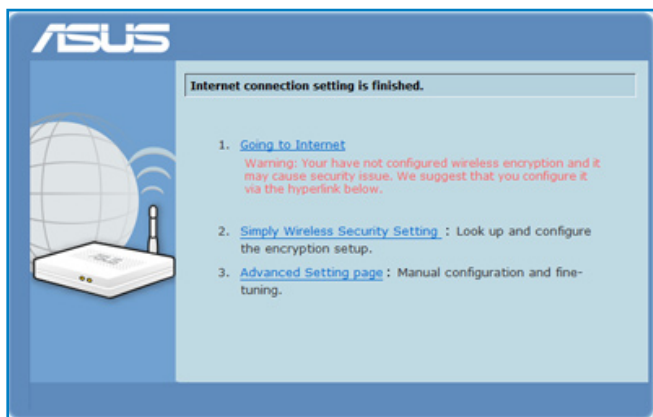 ASUS
Internet connection setting is finished.
1. Going to Internet
Warning: Your have not configured wireless encryption and it
may cause security issue. We suggest that you configure it
via the hyperlink below.
2. Simply Wireless Security Setting : Look up and configure
the encryption setup.
3. Advanced Setting page : Manual configuration and fine-
tuning.